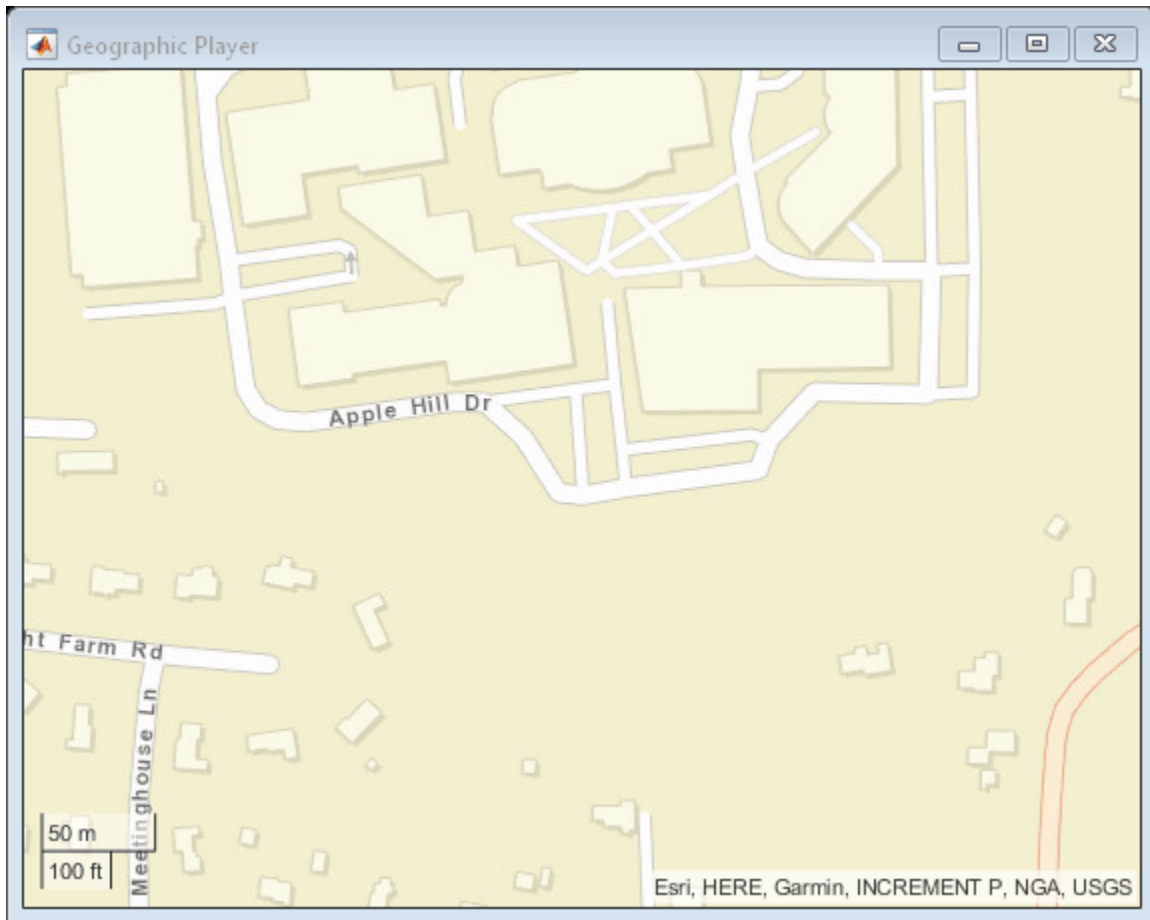 Geographic Player
Apple Hill Dr
ht Farm Rd
Meetinghouse Ln
50 m
100 ft
Esri, HERE, Garmin, INCREMENT P, NGA, USGS